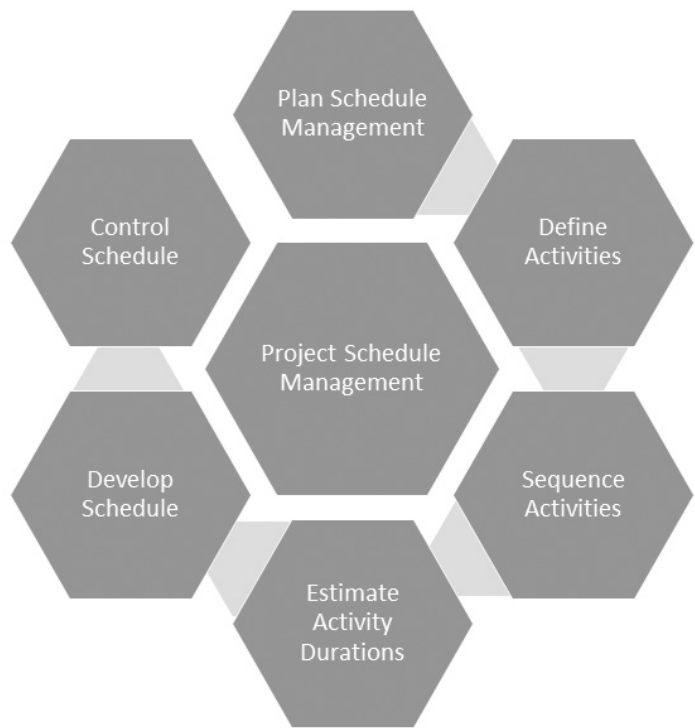 Plan Schedule
Management
Define
Activities
Sequence
Activities
Estimate
Activity
Durations
Develop
Schedule
Control
Schedule
Project Schedule
Management